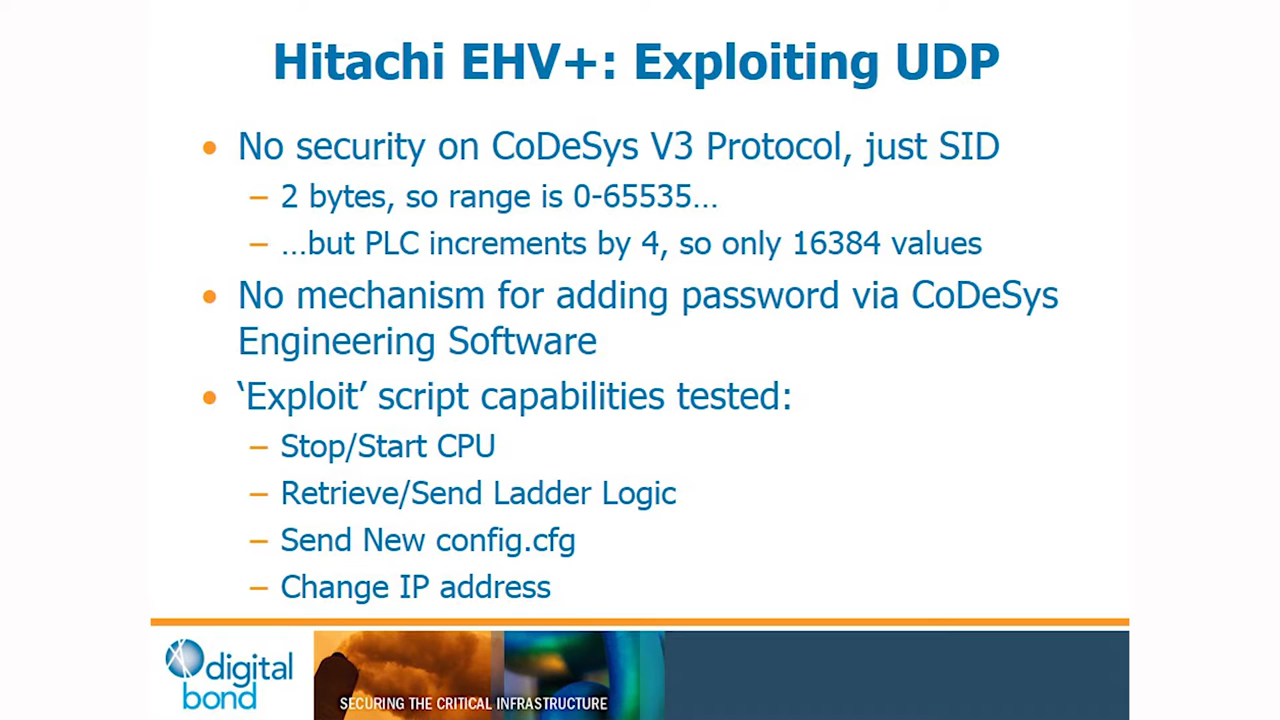 Hitachi EHV+: Exploiting UDP
• No security on CoDeSys V3 Protocol, just SID
– 2 bytes, so range is 0-65535…
– …but PLC increments by 4, so only 16384 values
• No mechanism for adding password via CoDeSys
Engineering Software
• ‘Exploit’ script capabilities tested:
– Stop/Start CPU
– Retrieve/Send Ladder Logic
– Send New config.cfg
– Change IP address
digital
bond
SECURING THE CRITICAL INFRASTRUCTURE